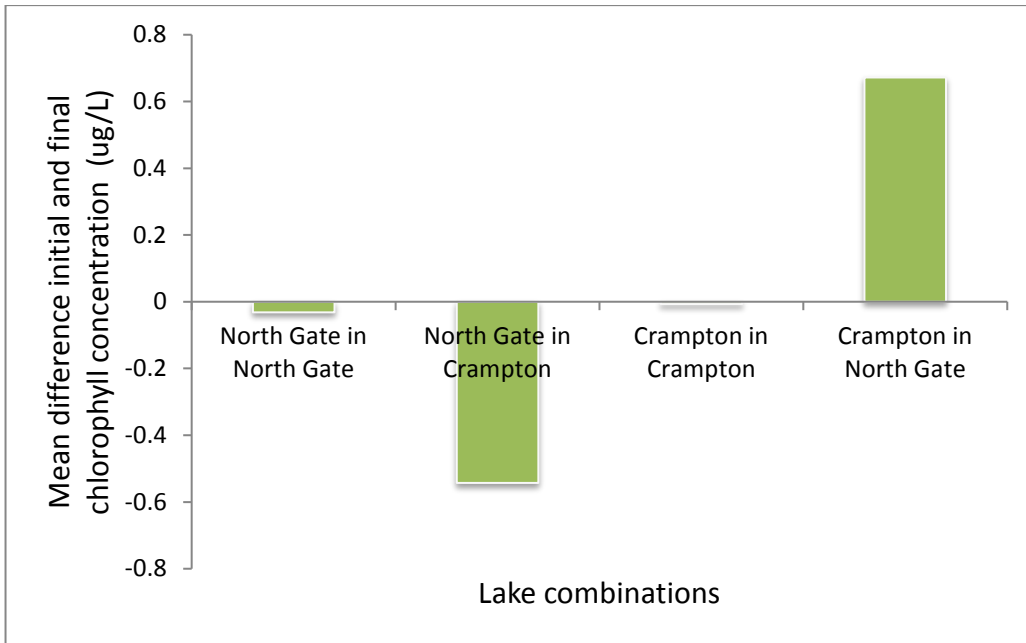 Mean difference initial and final
chlorophyll concentration (ug/L)
0.8
0.6
0.4
0.2
0
-0.2
-0.4
-0.6
-0.8
North Gate in
North Gate
North Gate in
Crampton
Crampton in
Crampton
Crampton in
North Gate
Lake combinations